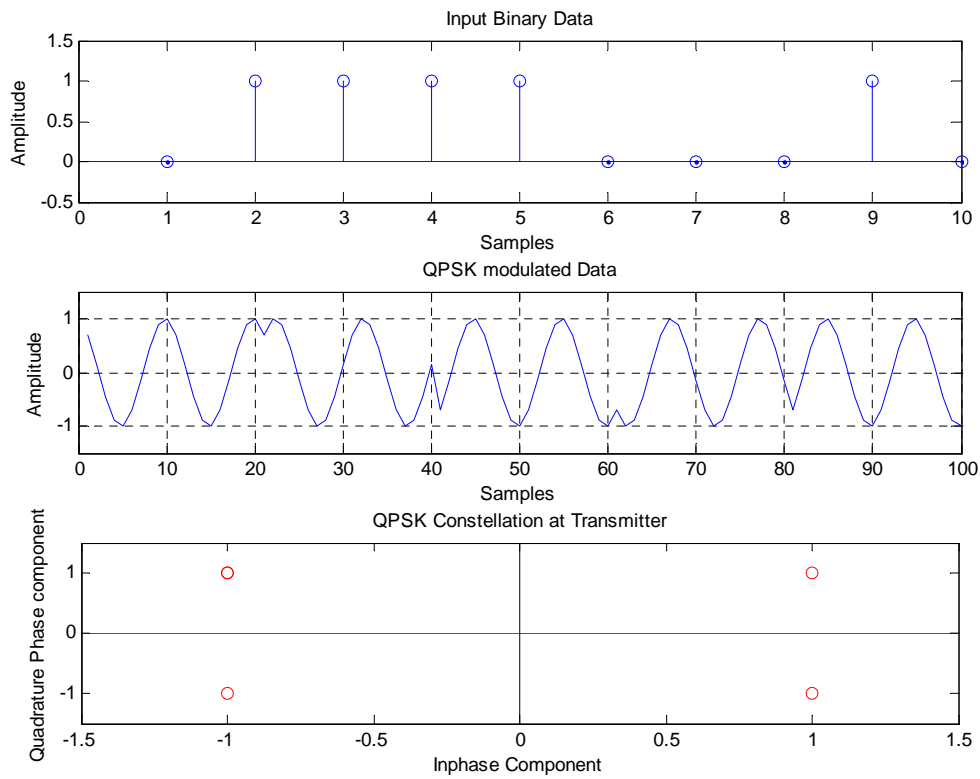 Input Binary Data
1.5
1
0.5
0
-0.5
Amplitude
0 1 2 3 4 5 6 7 8 9 10
Samples
QPSK modulated Data
1
0
-1
Amplitude
0 10 20 30 40 50 60 70 80 90 100
Samples
QPSK Constellation at Transmitter
1
0
-1
Quadrature Phase component
-1.5 -1 -0.5 0 0.5 1 1.5
Inphase Component